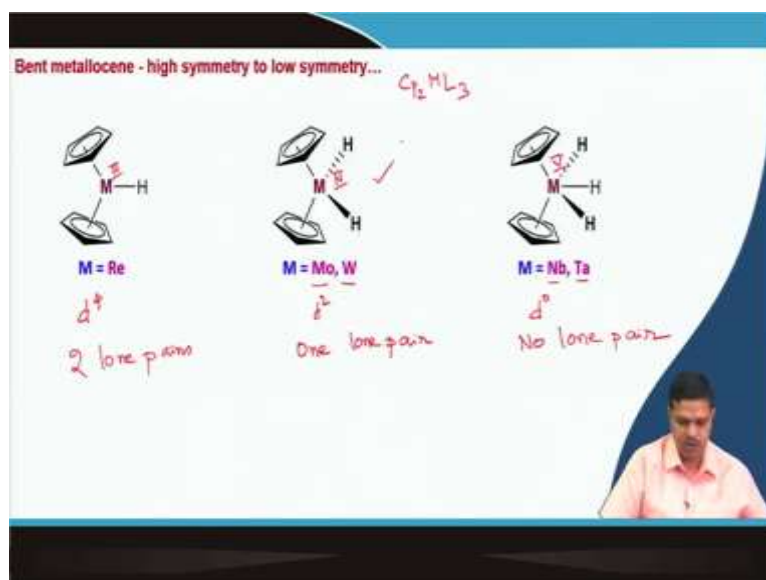 Bent metallocene - high symmetry to low symmetry...
Cp₂ML₃
H
H
III
IV
V
M—H
M
M—H
H
H
M = Re
M = Mo, W
M = Nb, Ta
d⁴
d²
d⁰
2 lone pairs
One lone pair
No lone pair